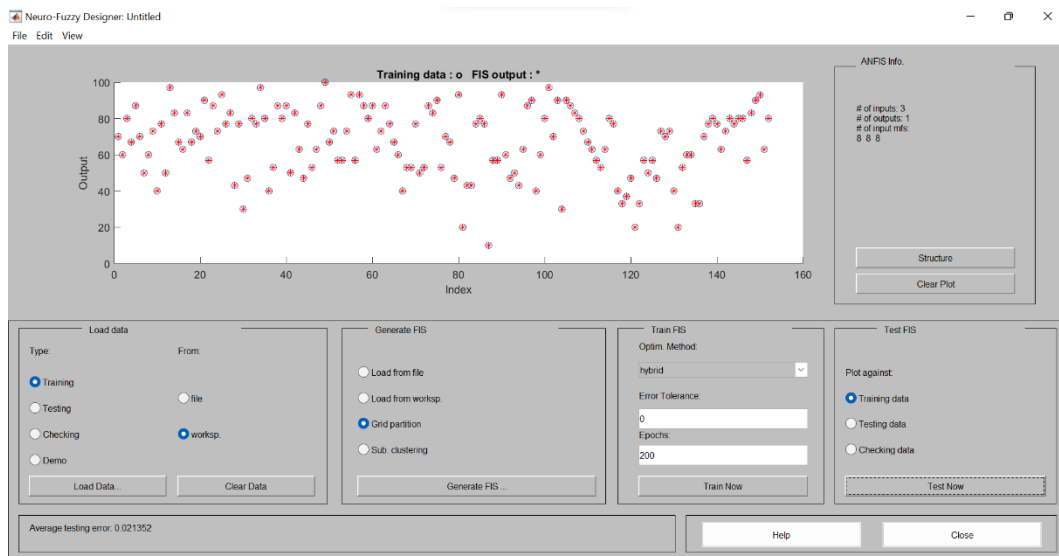 Neuro-Fuzzy Designer: Untitled
File Edit View
Training data : o FIS output : *
100
80
60
40
20
0
Output
0 20 40 60 80 100 120 140 160
Index
ANFIS Info.
# of inputs: 3
# of outputs: 1
# of input mfs:
8 8 8
Structure
Clear Plot
Load data
Type:
From:
Training
Testing
Checking
Demo
file
worksp.
Load Data...
Clear Data
Generate FIS
Load from file
Load from worksp.
Grid partition
Sub. clustering
Generate FIS ...
Train FIS
Optim. Method:
hybrid
Error Tolerance:
0
Epochs:
200
Train Now
Test FIS
Plot against:
Training data
Testing data
Checking data
Test Now
Average testing error: 0.021352
Help
Close